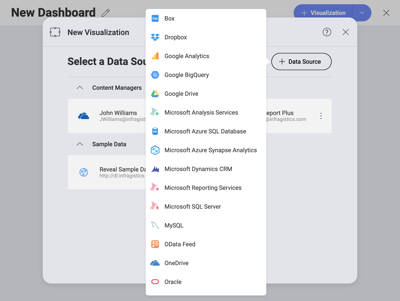 New Dashboard
+ Visualization
New Visualization
Select a Data Sou
+ Data Source
Content Managers
John Williams
JWilliams@infragistic
eport Plus
@infragistics.com
Sample Data
Reveal Sample Da
http://dl.infragistics
Box
Dropbox
Google Analytics
Google BigQuery
Google Drive
Microsoft Analysis Services
Microsoft Azure SQL Database
Microsoft Azure Synapse Analytics
Microsoft Dynamics CRM
Microsoft Reporting Services
Microsoft SQL Server
MySQL
OData Feed
OneDrive
Oracle